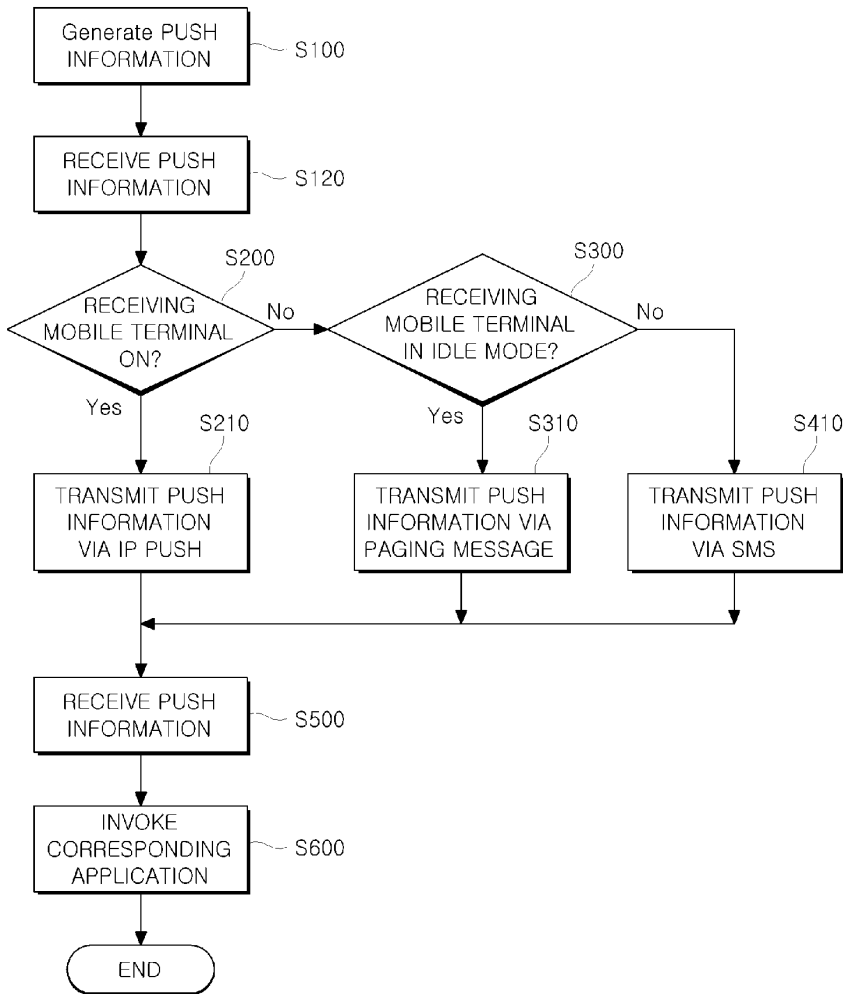 Generate PUSH
INFORMATION
S100
RECEIVE PUSH
INFORMATION
S120
S200
RECEIVING
MOBILE TERMINAL
ON?
No
Yes
S300
RECEIVING
MOBILE TERMINAL
IN IDLE MODE?
No
Yes
S210
TRANSMIT PUSH
INFORMATION
VIA IP PUSH
S310
TRANSMIT PUSH
INFORMATION VIA
PAGING MESSAGE
S410
TRANSMIT PUSH
INFORMATION
VIA SMS
RECEIVE PUSH
INFORMATION
S500
INVOKE
CORRESPONDING
APPLICATION
S600
END